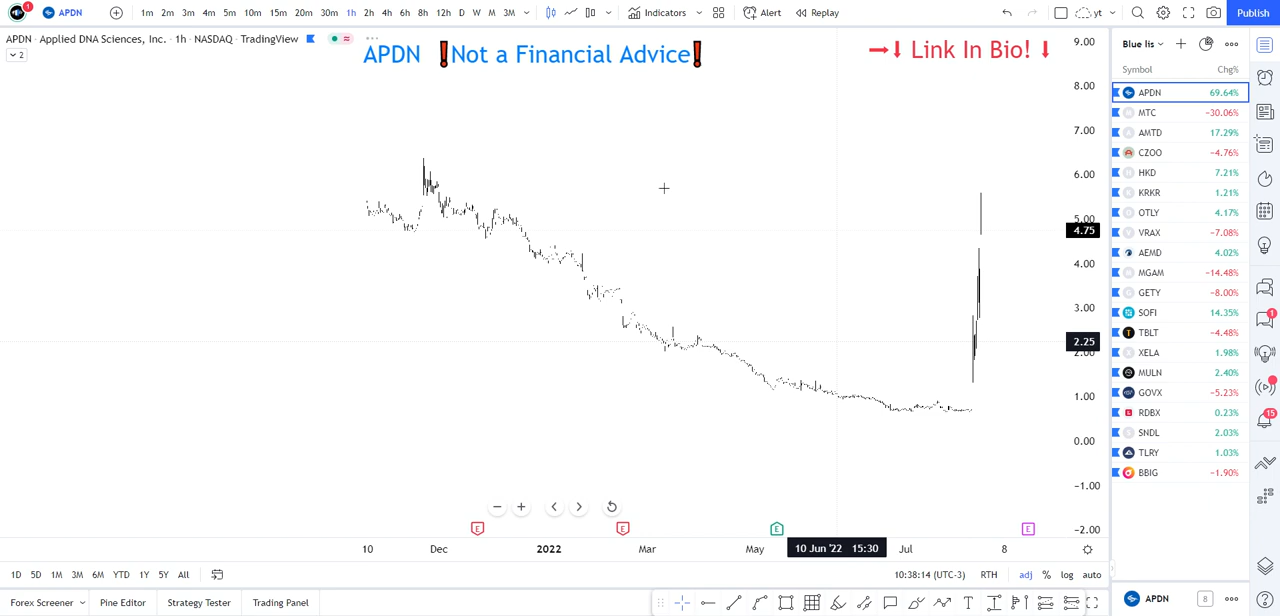 APDN
1m 2m 3m 4m 5m 10m 15m 20m 30m 1h 2h 4h 6h 8h 12h D W M 3M
Indicators
Alert
Replay
yt
Publish
APDN · Applied DNA Sciences, Inc. · 1h · NASDAQ · TradingView
2
APDN ❗Not a Financial Advice❗
→↓ Link In Bio! ↓
9.00
8.00
7.00
6.00
5.00
4.75
4.00
3.00
2.25
2.00
1.00
0.00
−1.00
−2.00
Blue lis
Symbol Chg%
APDN 69.64%
MTC −30.06%
AMTD 17.29%
CZOO −4.76%
HKD 7.21%
KRKR 1.21%
OTLY 4.17%
VRAX −7.08%
AEMD 4.02%
MGAM −14.48%
GETY −8.00%
SOFI 14.35%
TBLT −4.48%
XELA 1.98%
MULN 2.40%
GOVX −5.23%
RDBX 0.23%
SNDL 2.03%
TLRY 1.03%
BBIG −1.90%
1
1
15
E E E E
10 Dec 2022 Mar May 10 Jun '22 15:30 Jul 8
1D 5D 1M 3M 6M YTD 1Y 5Y All
10:38:14 (UTC-3) RTH adj % log auto
Forex Screener Pine Editor Strategy Tester Trading Panel
APDN 8